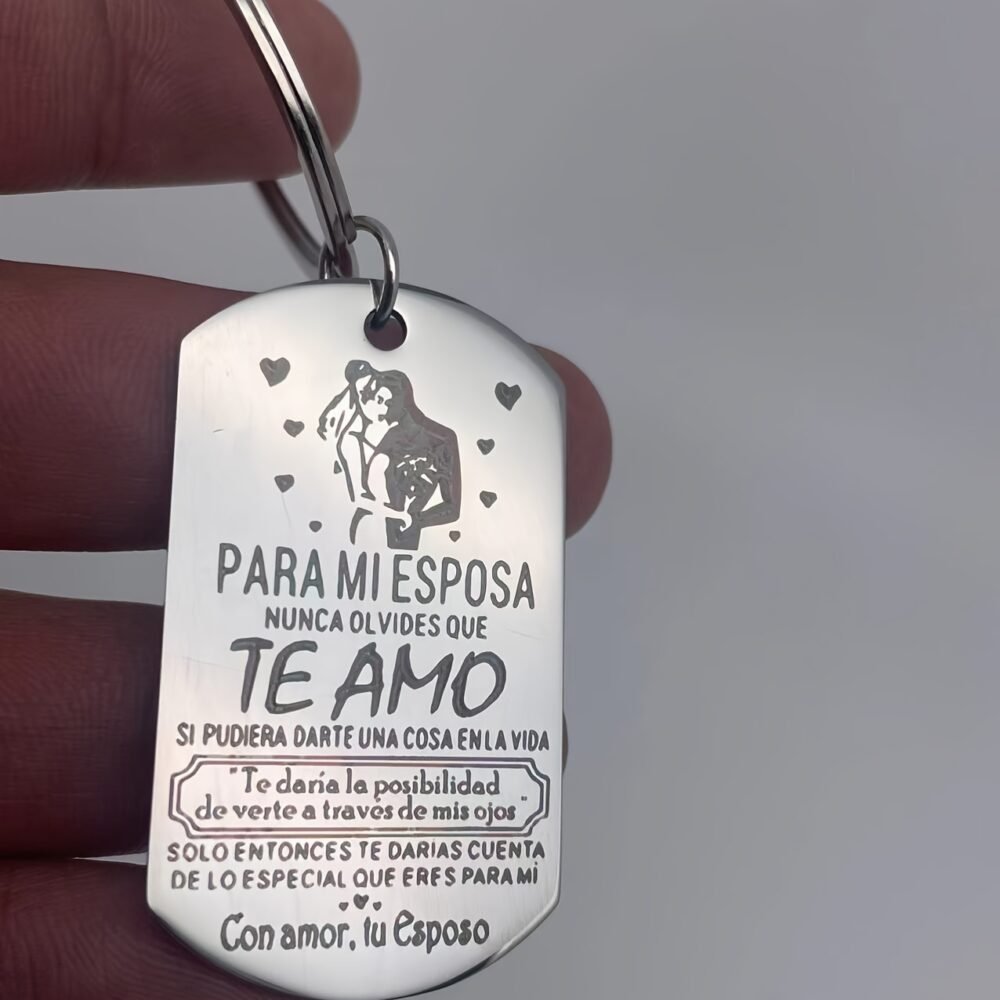 PARA MI ESPOSA
NUNCA OLVIDES QUE
TE AMO
SI PUDIERA DARTE UNA COSA EN LA VIDA
"Te daría la posibilidad
de verte a través de mis ojos"
SOLO ENTONCES TE DARÍAS CUENTA
DE LO ESPECIAL QUE ERES PARA MÍ
Con amor, tu Esposo